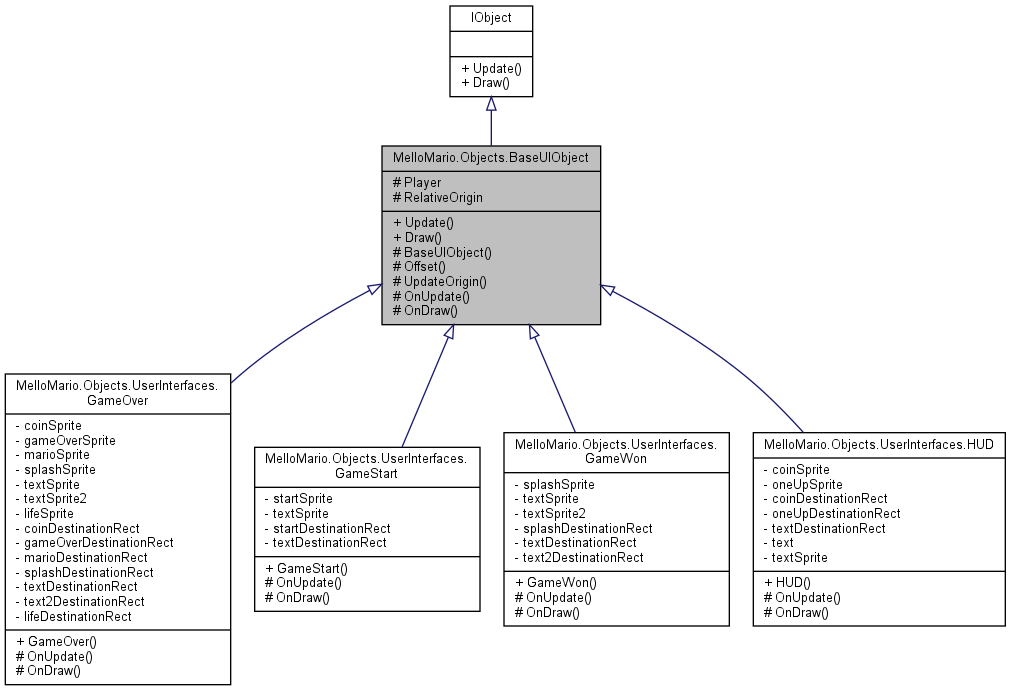 IObject
+ Update()
+ Draw()
MelloMario.Objects.BaseUIObject
# Player
# RelativeOrigin
+ Update()
+ Draw()
# BaseUIObject()
# Offset()
# UpdateOrigin()
# OnUpdate()
# OnDraw()
MelloMario.Objects.UserInterfaces.
GameOver
- coinSprite
- gameOverSprite
- marioSprite
- splashSprite
- textSprite
- textSprite2
- lifeSprite
- coinDestinationRect
- gameOverDestinationRect
- marioDestinationRect
- splashDestinationRect
- textDestinationRect
- text2DestinationRect
- lifeDestinationRect
+ GameOver()
# OnUpdate()
# OnDraw()
MelloMario.Objects.UserInterfaces.
GameStart
- startSprite
- textSprite
- startDestinationRect
- textDestinationRect
+ GameStart()
# OnUpdate()
# OnDraw()
MelloMario.Objects.UserInterfaces.
GameWon
- splashSprite
- textSprite
- textSprite2
- splashDestinationRect
- textDestinationRect
- text2DestinationRect
+ GameWon()
# OnUpdate()
# OnDraw()
MelloMario.Objects.UserInterfaces.HUD
- coinSprite
- oneUpSprite
- coinDestinationRect
- oneUpDestinationRect
- textDestinationRect
- text
- textSprite
+ HUD()
# OnUpdate()
# OnDraw()